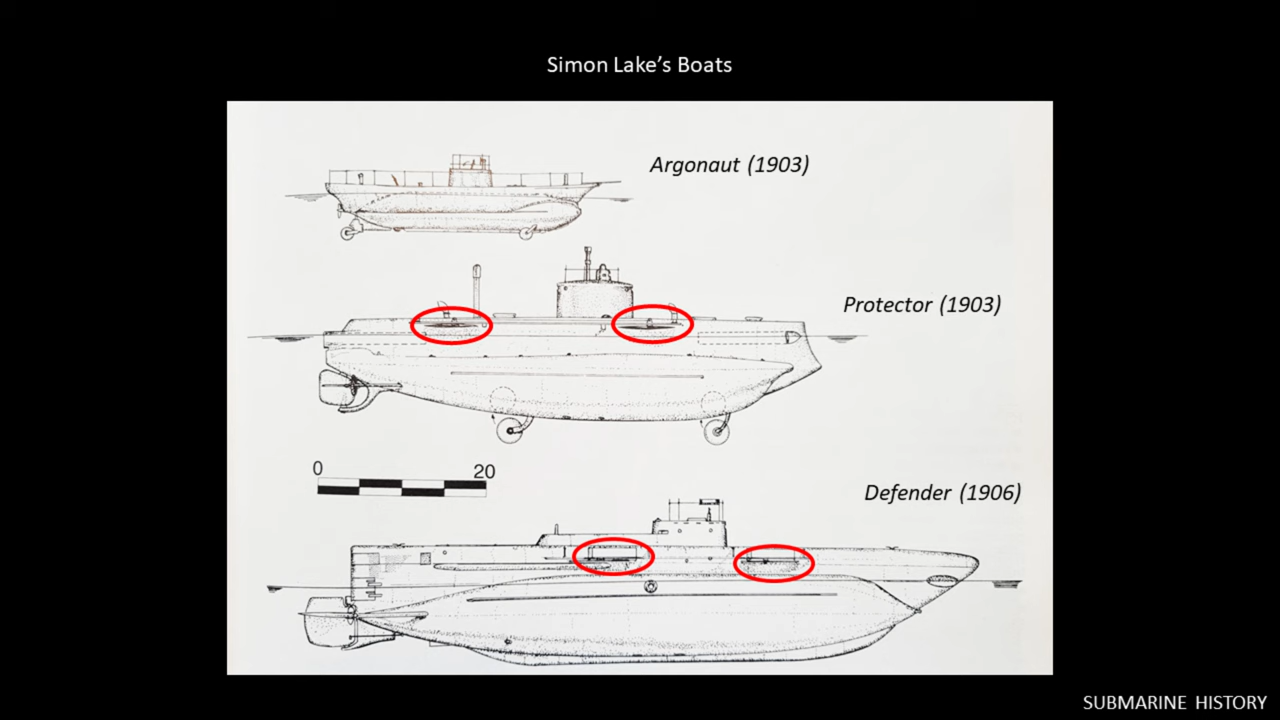 Simon Lake's Boats
Argonaut (1903)
Protector (1903)
0 20
Defender (1906)
SUBMARINE HISTORY